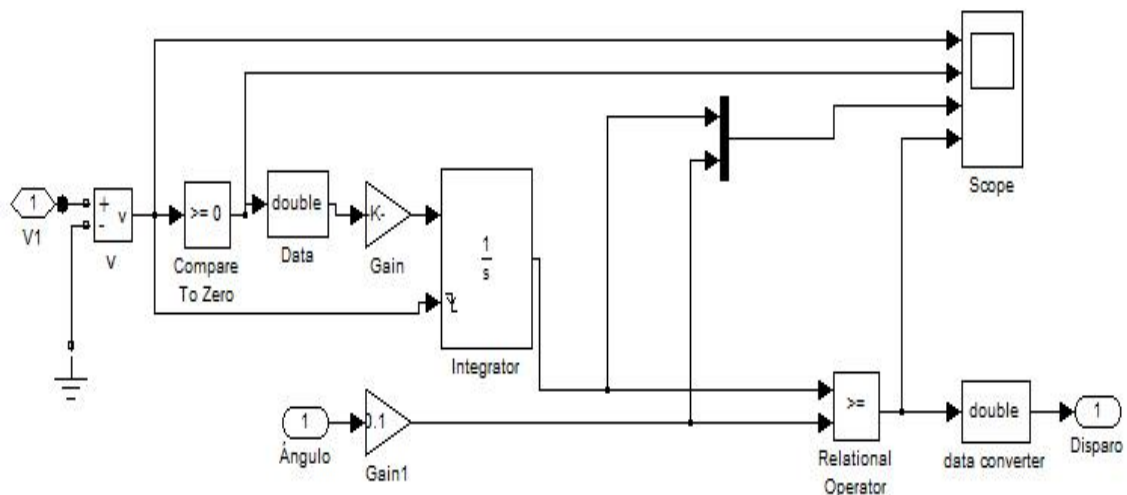 Scope
1
V1
+
-
v
V
>= 0
Compare
To Zero
double
Data
-K-
Gain
1
s
Integrator
1
Ángulo
0.1
Gain1
>=
Relational
Operator
double
data converter
1
Disparo